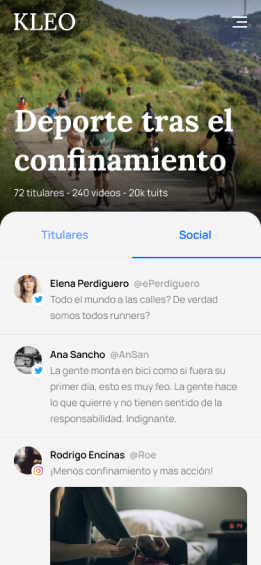 KLEO
Deporte tras el
confinamiento
72 titulares - 240 videos - 20k tuits
Titulares
Social
Elena Perdiguero @ePerdiguero
Todo el mundo a las calles? De verdad
somos todos runners?
Ana Sancho @AnSan
La gente monta en bici como si fuera su
primer dia, esto es muy feo. La gente hace
lo que quierre y no tienen sentido de la
responsabilidad. Indignante.
Rodrigo Encinas @Roe
¡Menos confinamiento y mas acción!